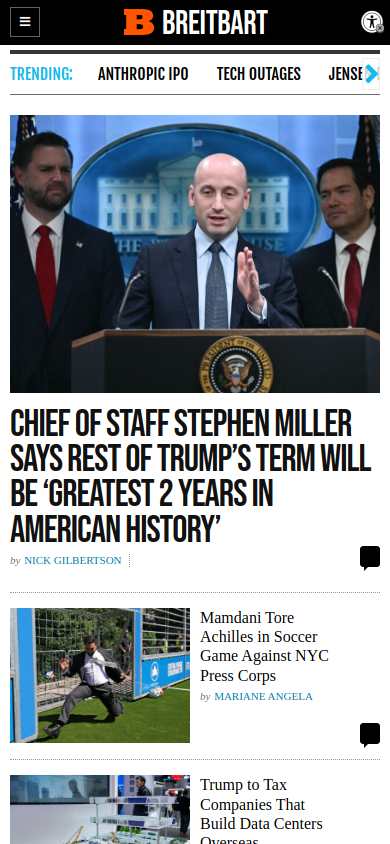 BREITBART
TRENDING: ANTHROPIC IPO TECH OUTAGES JENSE
CHIEF OF STAFF STEPHEN MILLER
SAYS REST OF TRUMP’S TERM WILL
BE ‘GREATEST 2 YEARS IN
AMERICAN HISTORY’
by NICK GILBERTSON
Mamdani Tore
Achilles in Soccer
Game Against NYC
Press Corps
by MARIANE ANGELA
Trump to Tax
Companies That
Build Data Centers
Overseas